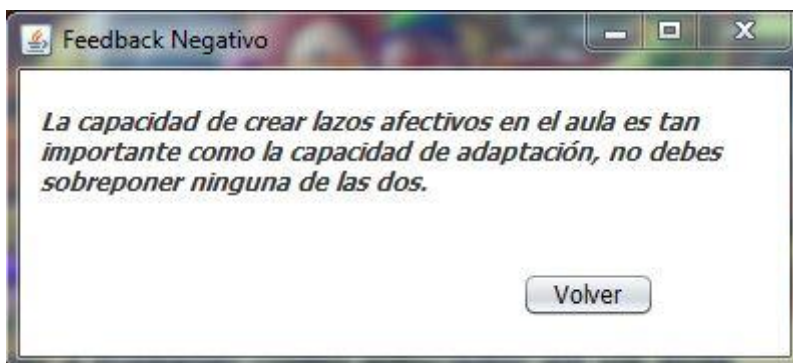 Feedback Negativo
La capacidad de crear lazos afectivos en el aula es tan
importante como la capacidad de adaptación, no debes
sobreponer ninguna de las dos.
Volver